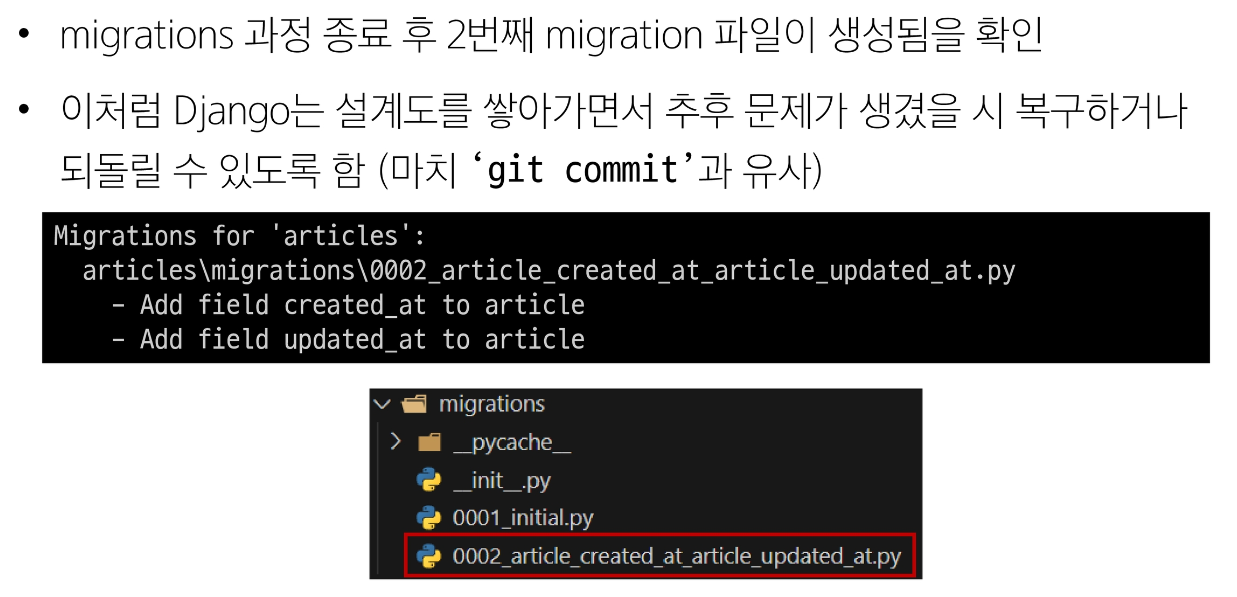 • migrations 과정 종료 후 2번째 migration 파일이 생성됨을 확인
• 이처럼 Django는 설계도를 쌓아가면서 추후 문제가 생겼을 시 복구하거나
되돌릴 수 있도록 함 (마치 ‘git commit’과 유사)
Migrations for 'articles':
articles\migrations\0002_article_created_at_article_updated_at.py
- Add field created_at to article
- Add field updated_at to article
migrations
__pycache__
__init__.py
0001_initial.py
0002_article_created_at_article_updated_at.py